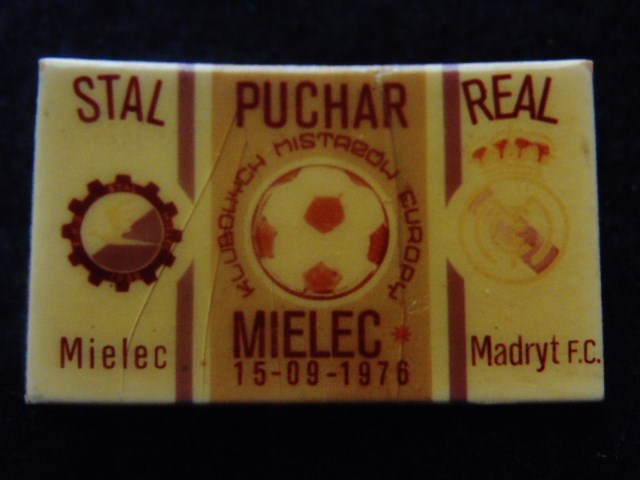 STAL
Mielec
PUCHAR
KLUBOWYCH MISTRZÓW EUROPY
MIELEC *
15-09-1976
REAL
Madryt F.C.